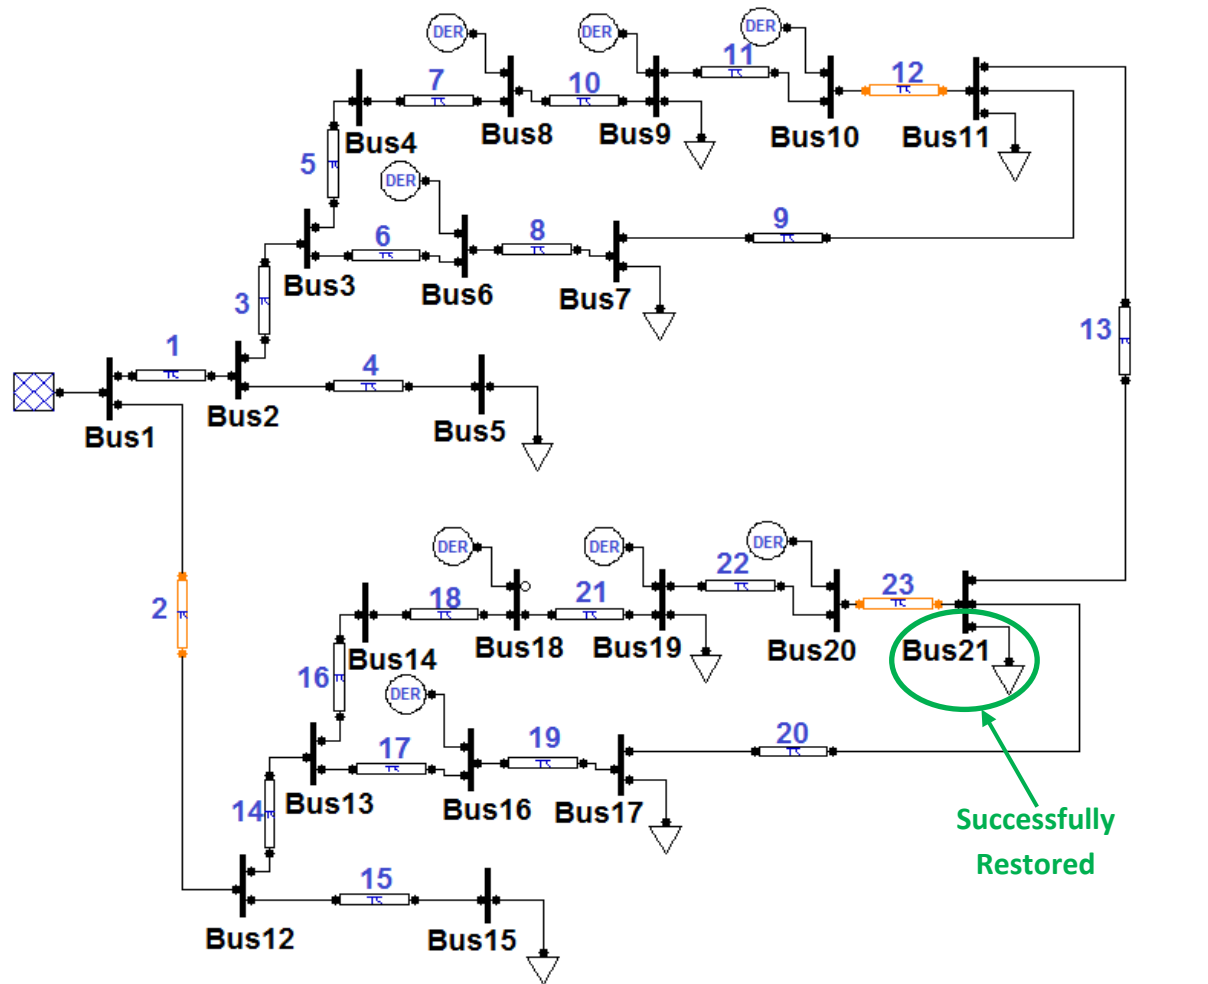 DER
DER
DER
7
10
11
12
Bus4
Bus8
Bus9
Bus10
Bus11
5
DER
6
8
9
Bus3
Bus6
Bus7
3
13
1
4
Bus2
Bus5
Bus1
DER
DER
DER
2
18
21
22
23
Bus14
Bus18
Bus19
Bus20
Bus21
16
DER
17
19
20
Bus13
Bus16
Bus17
14
Successfully
Restored
15
Bus12
Bus15